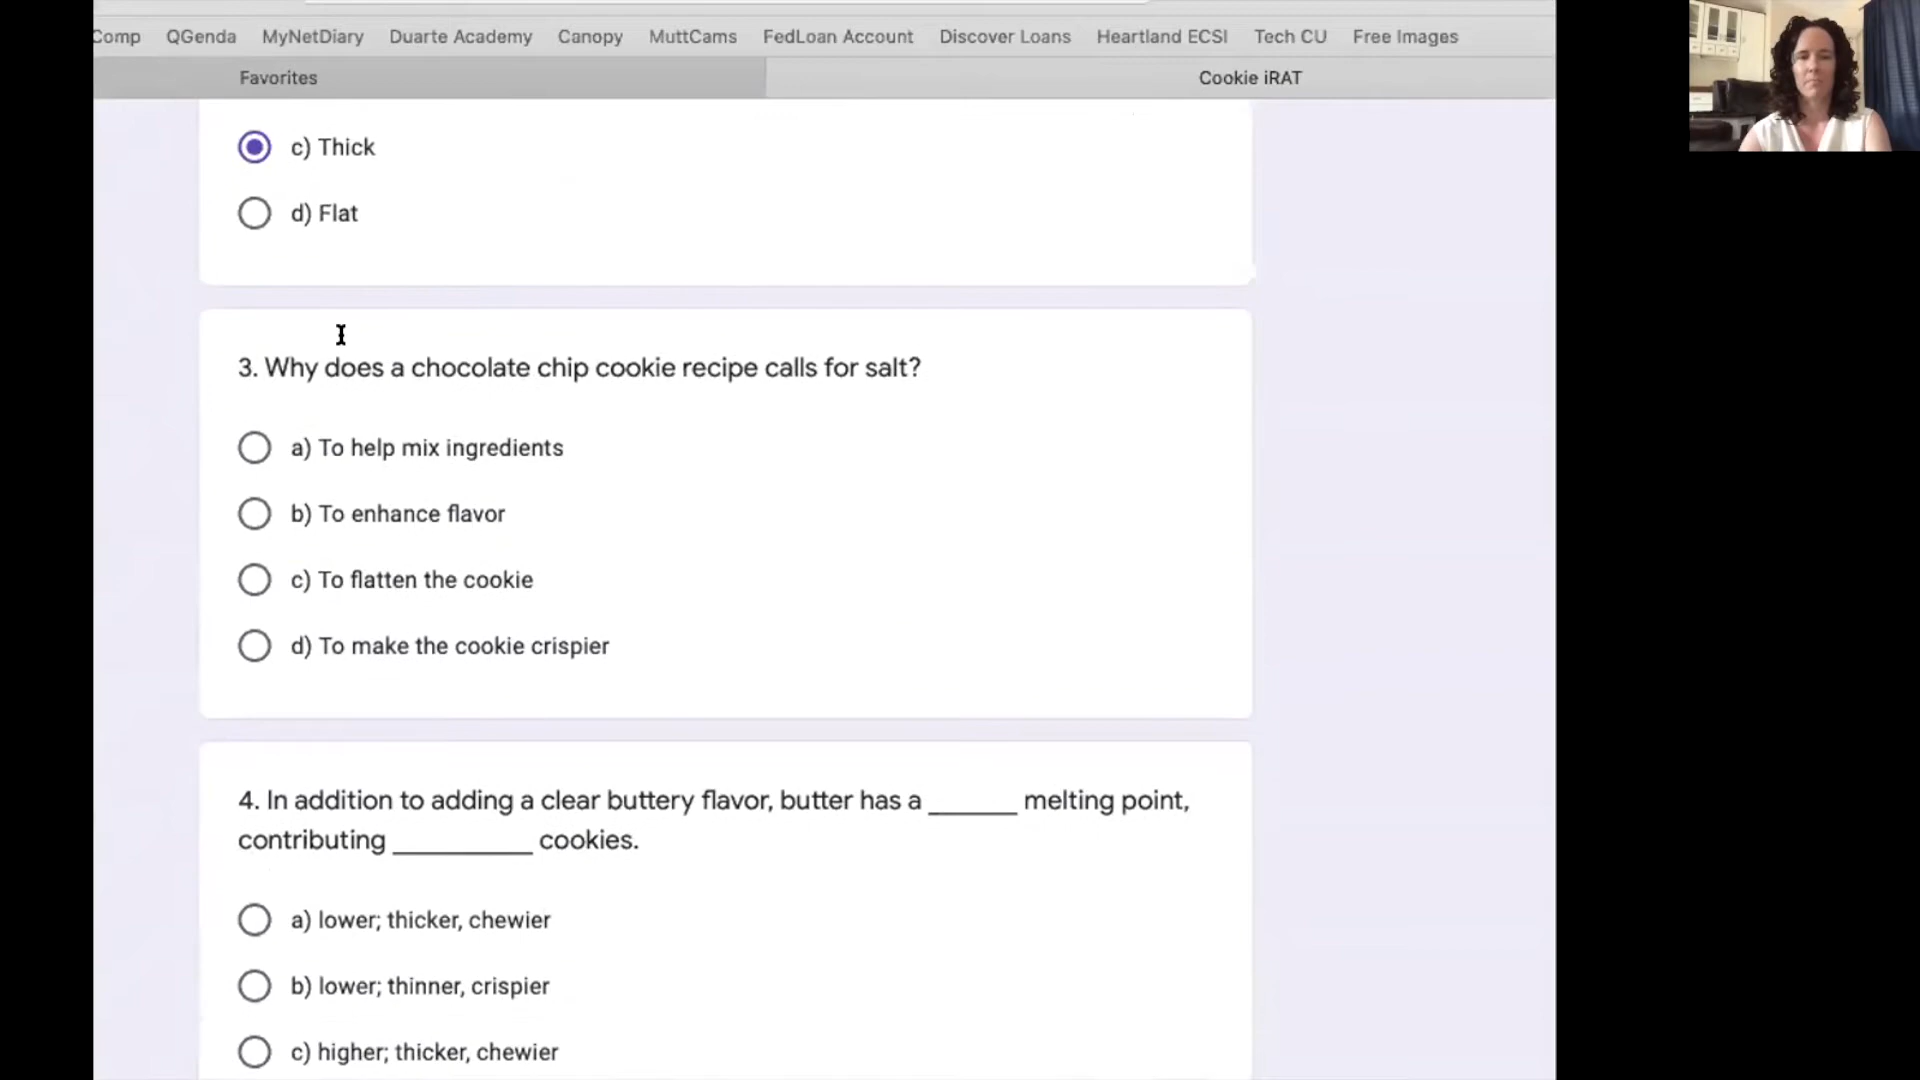 Comp QGenda MyNetDiary Duarte Academy Canopy MuttCams FedLoan Account Discover Loans Heartland ECSI Tech CU Free Images
Favorites Cookie iRAT
c) Thick
d) Flat
3. Why does a chocolate chip cookie recipe calls for salt?
a) To help mix ingredients
b) To enhance flavor
c) To flatten the cookie
d) To make the cookie crispier
4. In addition to adding a clear buttery flavor, butter has a _______ melting point,
contributing ___________ cookies.
a) lower; thicker, chewier
b) lower; thinner, crispier
c) higher; thicker, chewier